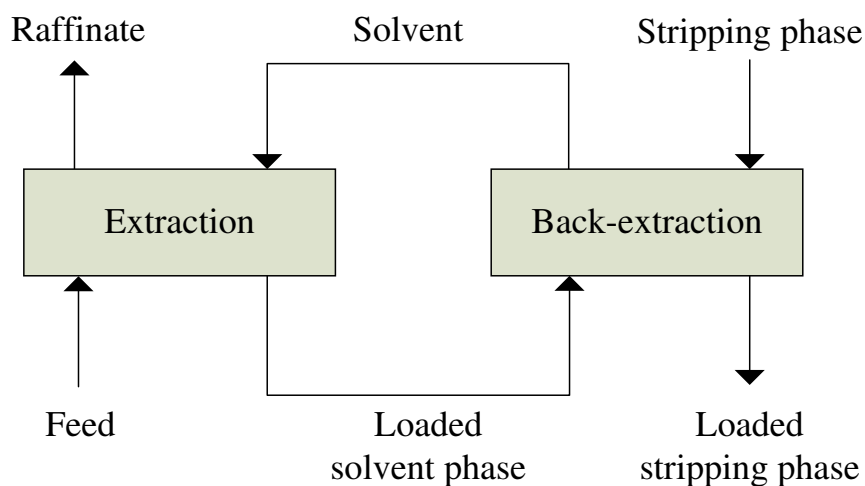 Raffinate
Solvent
Stripping phase
Extraction
Back-extraction
Feed
Loaded
solvent phase
Loaded
stripping phase